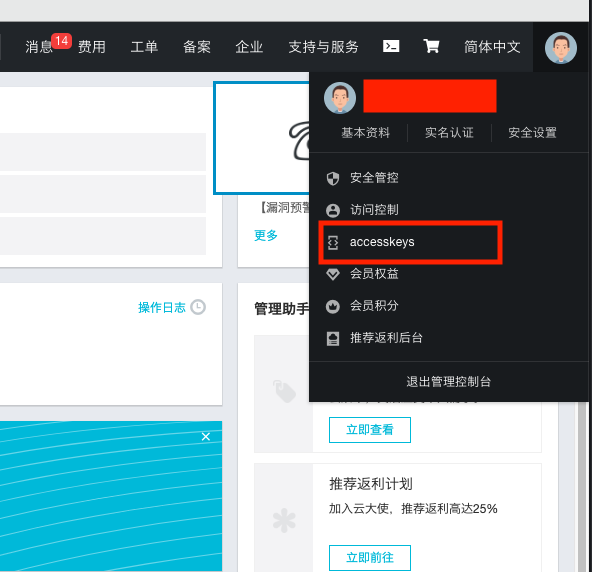 消息 14 费用 工单 备案 企业 支持与服务 简体中文
基本资料 实名认证 安全设置
安全管控
访问控制
accesskeys
会员权益
会员积分
推荐返利后台
退出管理控制台
【漏洞预警
更多
操作日志
管理助手
立即查看
推荐返利计划
加入云大使，推荐返利高达25%
立即前往